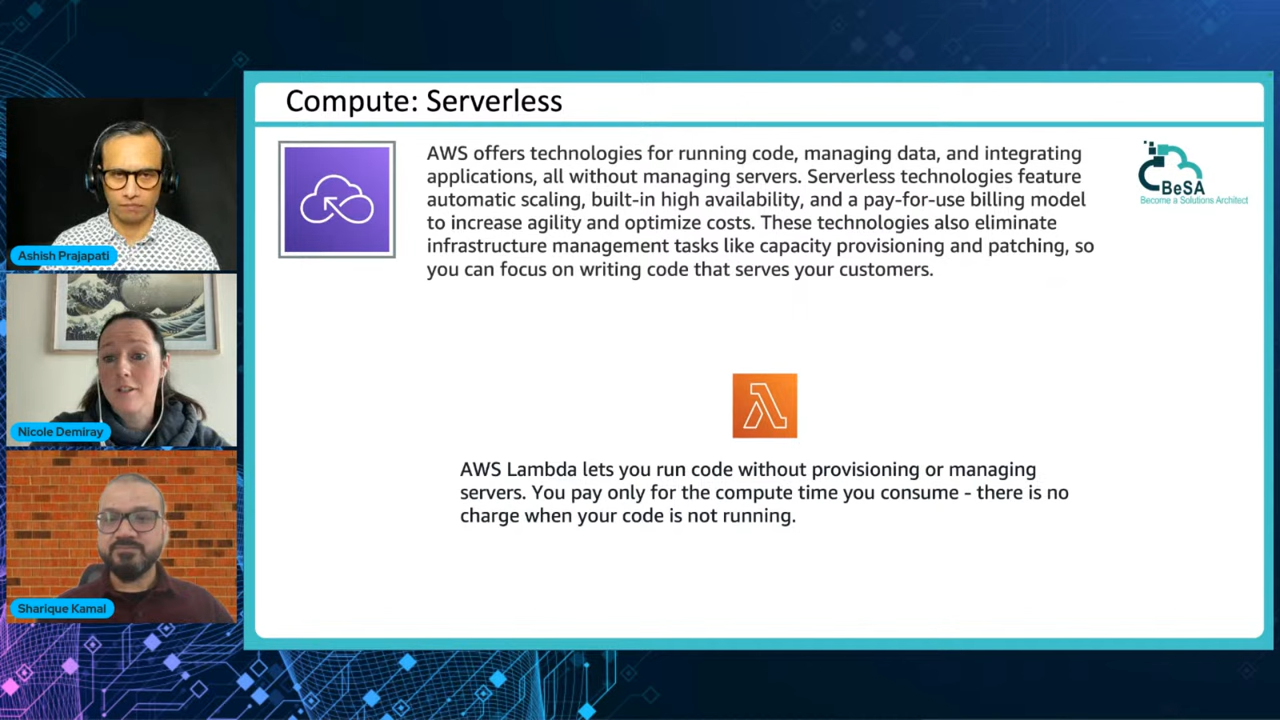 Compute: Serverless
AWS offers technologies for running code, managing data, and integrating
applications, all without managing servers. Serverless technologies feature
automatic scaling, built-in high availability, and a pay-for-use billing model
to increase agility and optimize costs. These technologies also eliminate
infrastructure management tasks like capacity provisioning and patching, so
you can focus on writing code that serves your customers.
BeSA
Become a Solutions Architect
AWS Lambda lets you run code without provisioning or managing
servers. You pay only for the compute time you consume - there is no
charge when your code is not running.
Ashish Prajapati
Nicole Demiray
Sharique Kamal